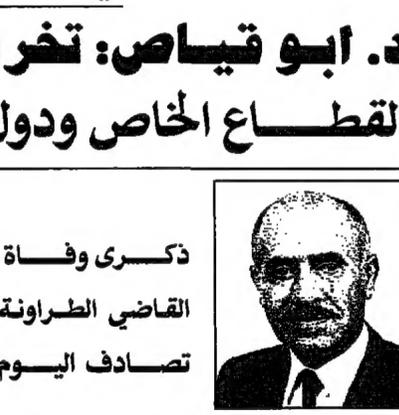 د. ابو قياص: تخر
لقطاع الخاص ودول
ذكرى وفاة
القاضي الطراونة
تصادف اليوم